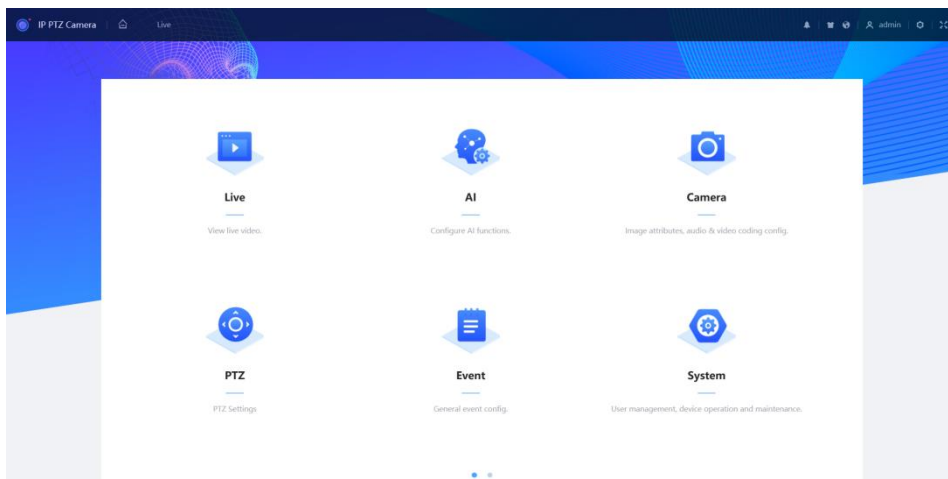 IP PTZ Camera Live admin
Live AI Camera
View live video. Configure AI functions. Image attributes, audio & video coding config.
PTZ Event System
PTZ Settings General event config. User management, device operation and maintenance.